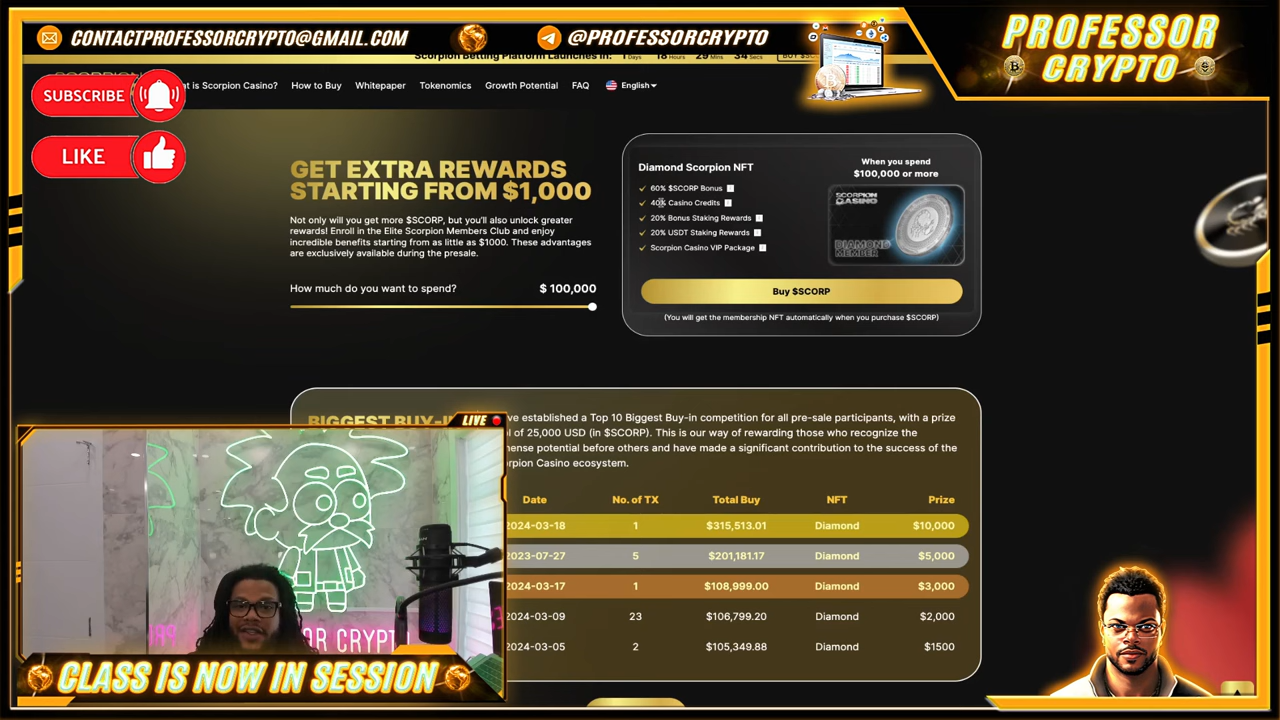 CONTACTPROFESSORCRYPTO@GMAIL.COM
@PROFESSORCRYPTO
PROFESSOR
CRYPTO
Scorpion Betting Platform Launches in: 1 Days 18 Hours 29 Mins 34 Secs BUY
SUBSCRIBE
LIKE
is Scorpion Casino? How to Buy Whitepaper Tokenomics Growth Potential FAQ English
GET EXTRA REWARDS
STARTING FROM $1,000
Not only will you get more $SCORP, but you'll also unlock greater
rewards! Enroll in the Elite Scorpion Members Club and enjoy
incredible benefits starting from as little as $1000. These advantages
are exclusively available during the presale.
How much do you want to spend? $ 100,000
Diamond Scorpion NFT
60% $SCORP Bonus
40% Casino Credits
20% Bonus Staking Rewards
20% USDT Staking Rewards
Scorpion Casino VIP Package
When you spend
$100,000 or more
SCORPION
CASINO
DIAMOND
MEMBER
Buy $SCORP
(You will get the membership NFT automatically when you purchase $SCORP)
BIGGEST BUY-
ve established a Top 10 Biggest Buy-in competition for all pre-sale participants, with a prize
of 25,000 USD (in $SCORP). This is our way of rewarding those who recognize the
mense potential before others and have made a significant contribution to the success of the
rpion Casino ecosystem.
Date No. of TX Total Buy NFT Prize
2024-03-18 1 $315,513.01 Diamond $10,000
2023-07-27 5 $201,181.17 Diamond $5,000
2024-03-17 1 $108,999.00 Diamond $3,000
2024-03-09 23 $106,799.20 Diamond $2,000
2024-03-05 2 $105,349.88 Diamond $1500
LIVE
OR CRYPTO
CLASS IS NOW IN SESSION